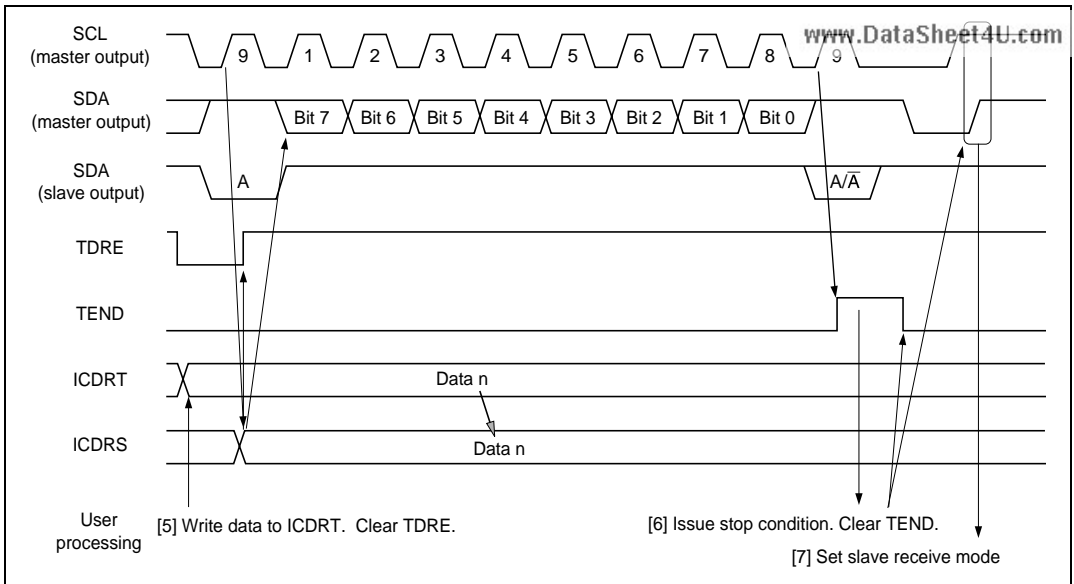 www.DataSheet4U.com
SCL
(master output)
9 1 2 3 4 5 6 7 8 9
SDA
(master output)
Bit 7 Bit 6 Bit 5 Bit 4 Bit 3 Bit 2 Bit 1 Bit 0
SDA
(slave output)
A A/A̅
TDRE
TEND
ICDRT
Data n
ICDRS
Data n
User
processing
[5] Write data to ICDRT. Clear TDRE.
[6] Issue stop condition. Clear TEND.
[7] Set slave receive mode